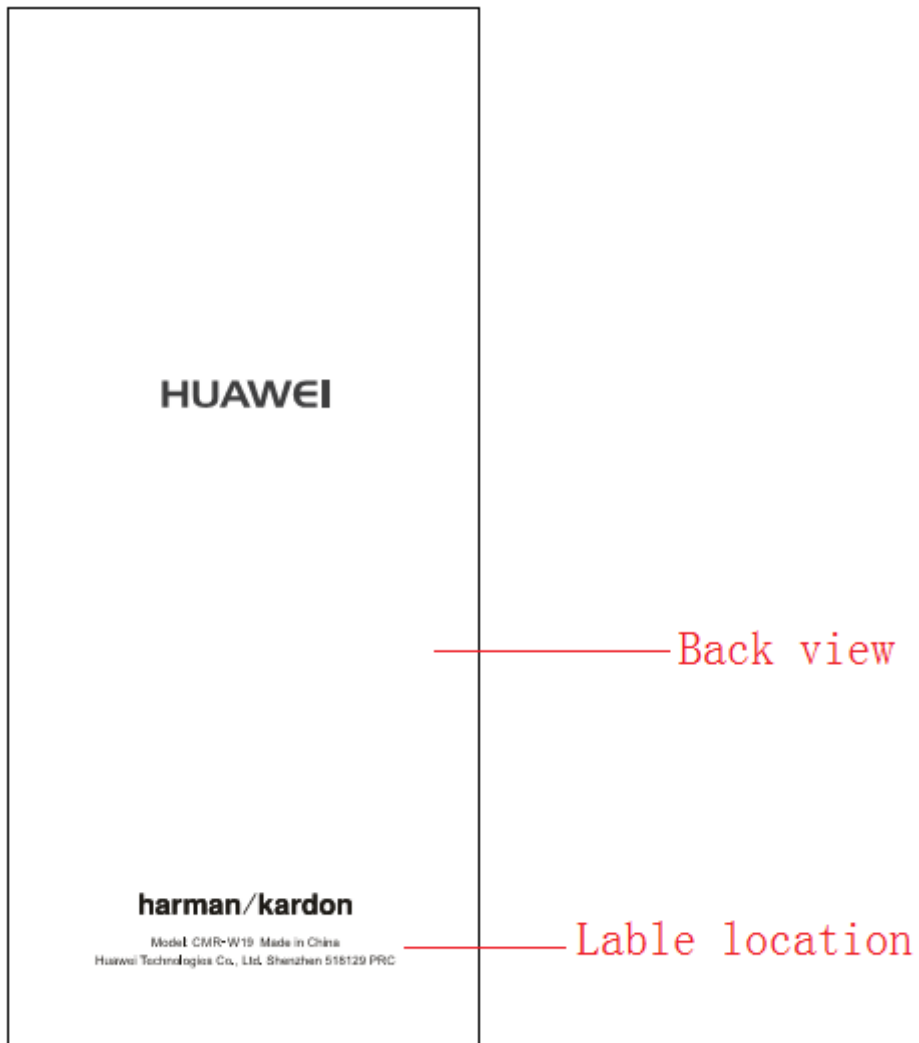 HUAWEI
Back view
harman/kardon
Model: CMR-W19 Made in China
Lable location
Huawei Technologies Co., Ltd. Shenzhen 518129 PRC